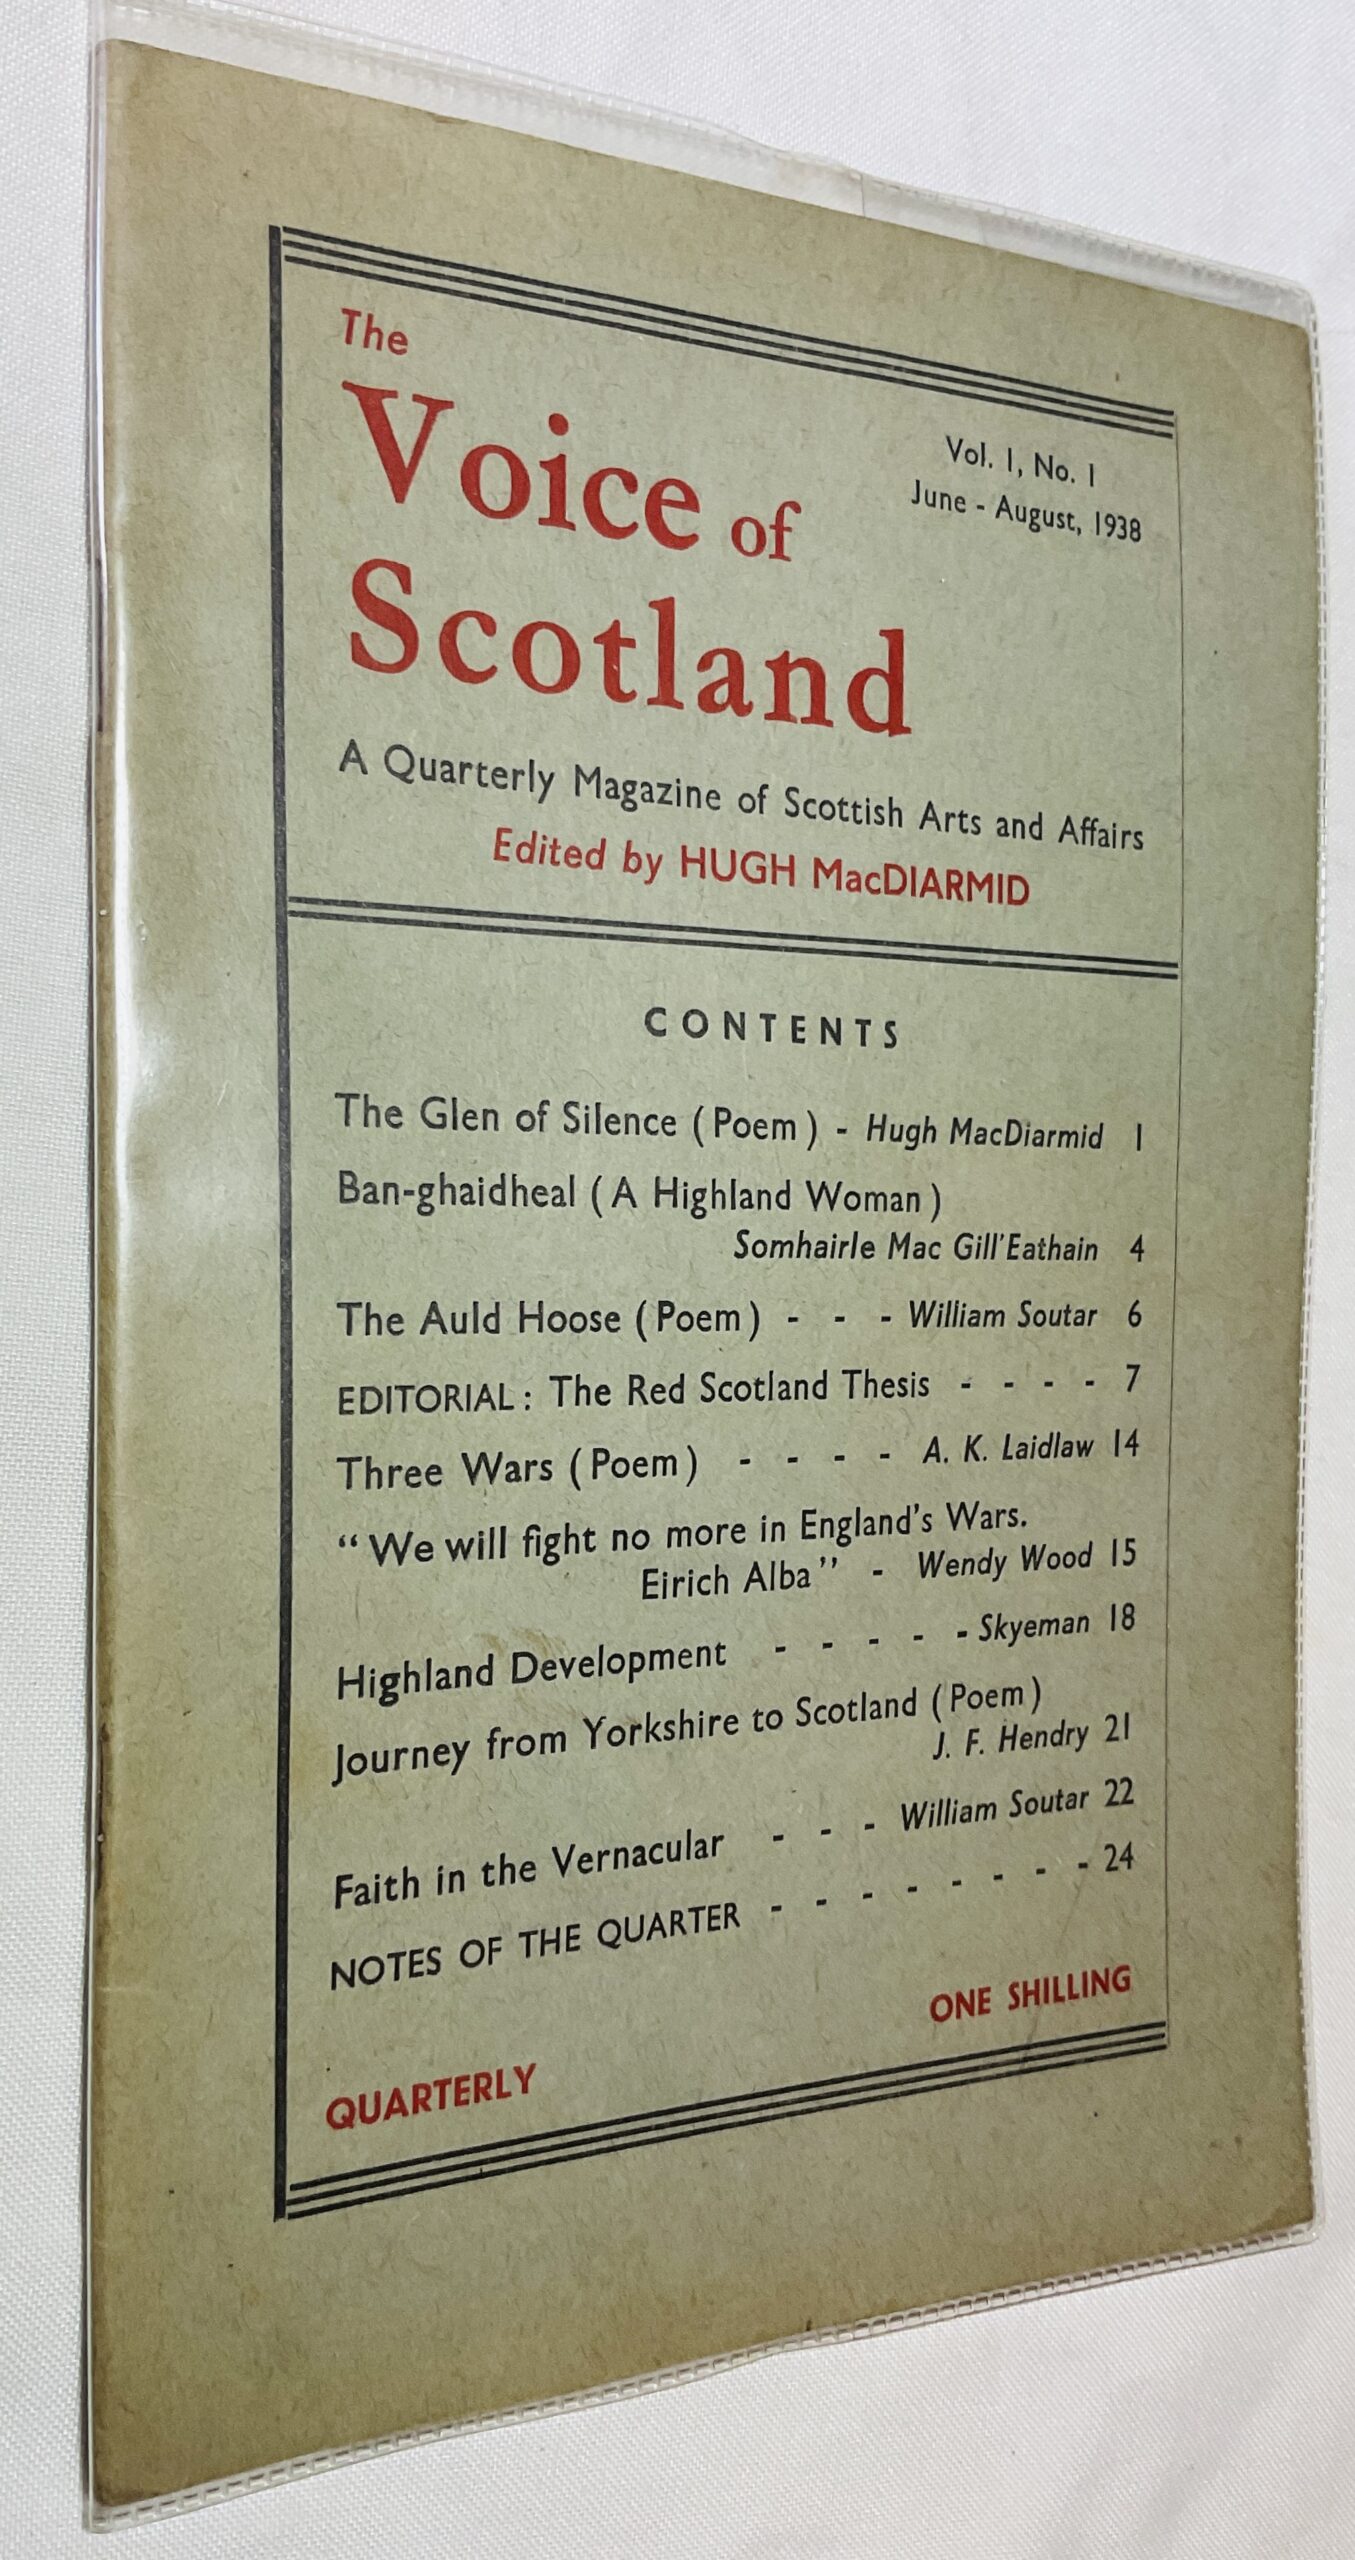 The
Voice of
Scotland
Vol. 1, No. 1
June - August, 1938
A Quarterly Magazine of Scottish Arts and Affairs
Edited by HUGH MacDIARMID
CONTENTS
The Glen of Silence (Poem) - Hugh MacDiarmid 1
Ban-ghaidheal (A Highland Woman)
Somhairle Mac Gill'Eathain 4
The Auld Hoose (Poem) - - - William Soutar 6
EDITORIAL: The Red Scotland Thesis - - - - 7
Three Wars (Poem) - - - - A. K. Laidlaw 14
"We will fight no more in England's Wars.
Eirich Alba" - Wendy Wood 15
Highland Development - - - - - Skyeman 18
Journey from Yorkshire to Scotland (Poem)
J. F. Hendry 21
Faith in the Vernacular - - - William Soutar 22
NOTES OF THE QUARTER - - - - - - - - 24
ONE SHILLING
QUARTERLY